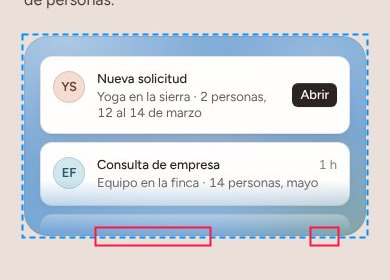 de personas.
YS
Nueva solicitud
Yoga en la sierra · 2 personas,
12 al 14 de marzo
Abrir
EF
Consulta de empresa
1 h
Equipo en la finca · 14 personas, mayo